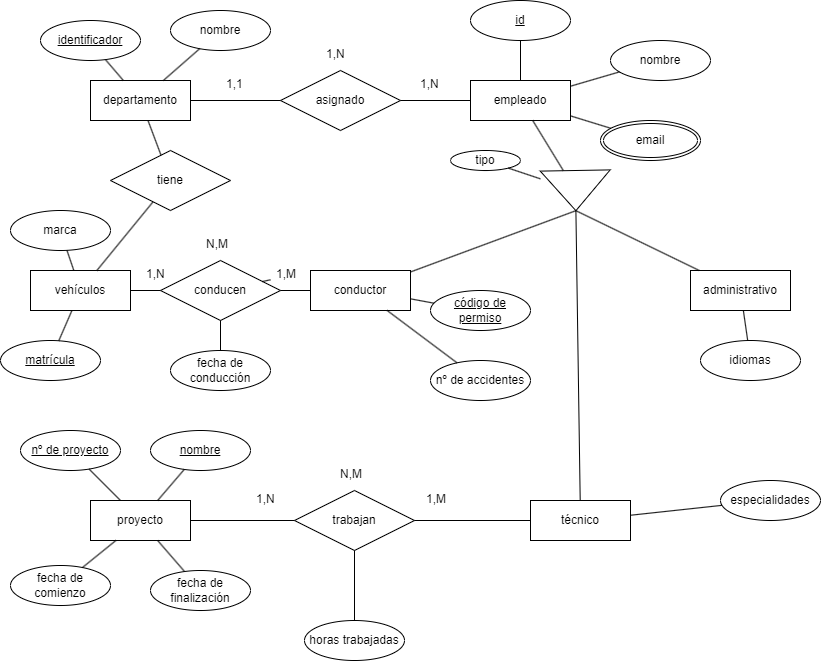 id
identificador
nombre
1,N
nombre
1,1
1,N
departamento
asignado
empleado
email
tipo
tiene
marca
N,M
1,N
1,M
vehículos
conducen
conductor
administrativo
código de
permiso
matrícula
fecha de
conducción
nº de accidentes
idiomas
nº de proyecto
nombre
N,M
1,N
1,M
especialidades
proyecto
trabajan
técnico
fecha de
comienzo
fecha de
finalización
horas trabajadas